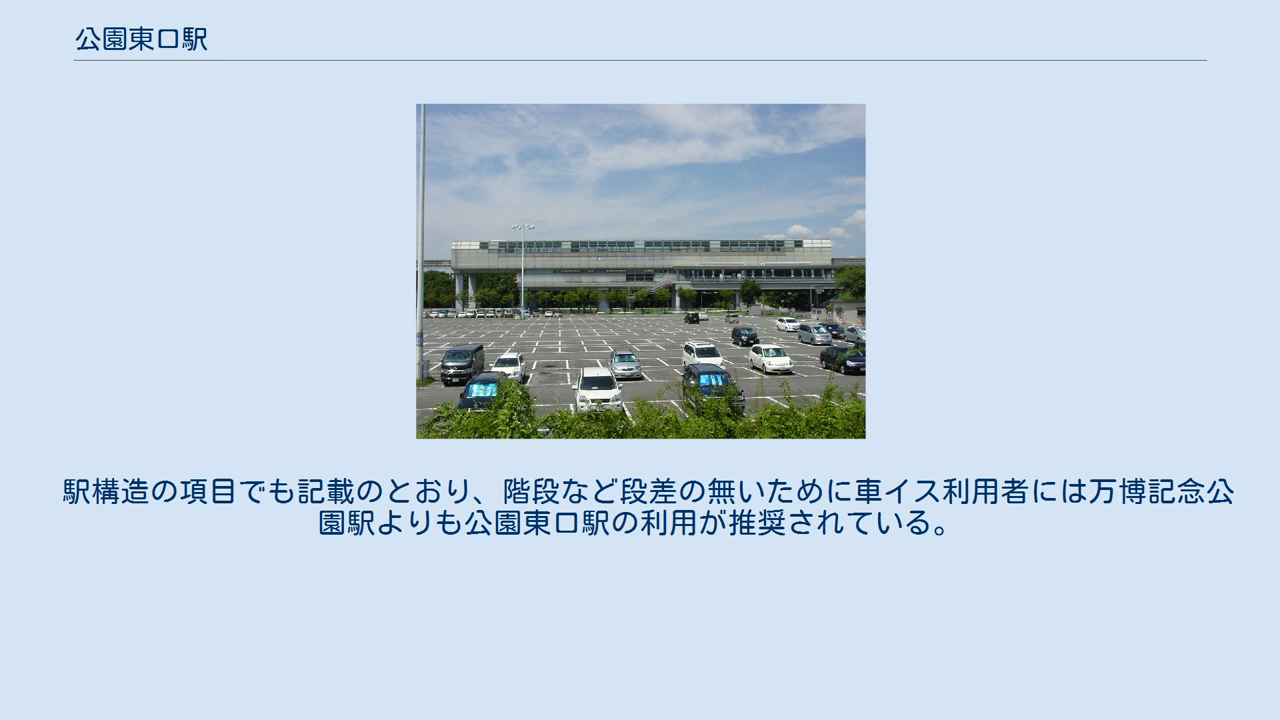 公園東口駅
駅構造の項目でも記載のとおり、階段など段差の無いために車イス利用者には万博記念公
園駅よりも公園東口駅の利用が推奨されている。